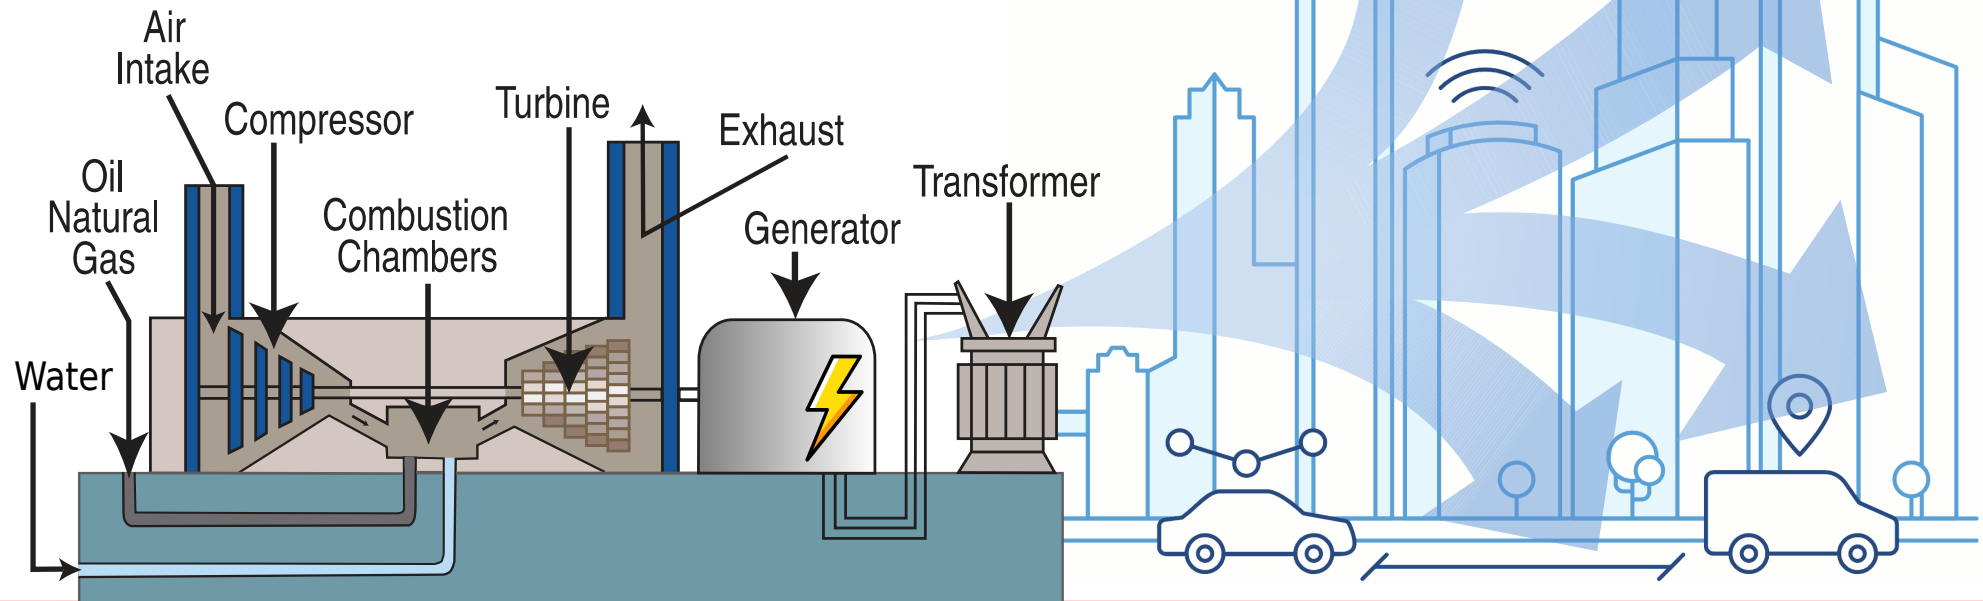 Air
Intake
Compressor
Turbine
Exhaust
Oil
Natural
Gas
Combustion
Chambers
Generator
Transformer
Water